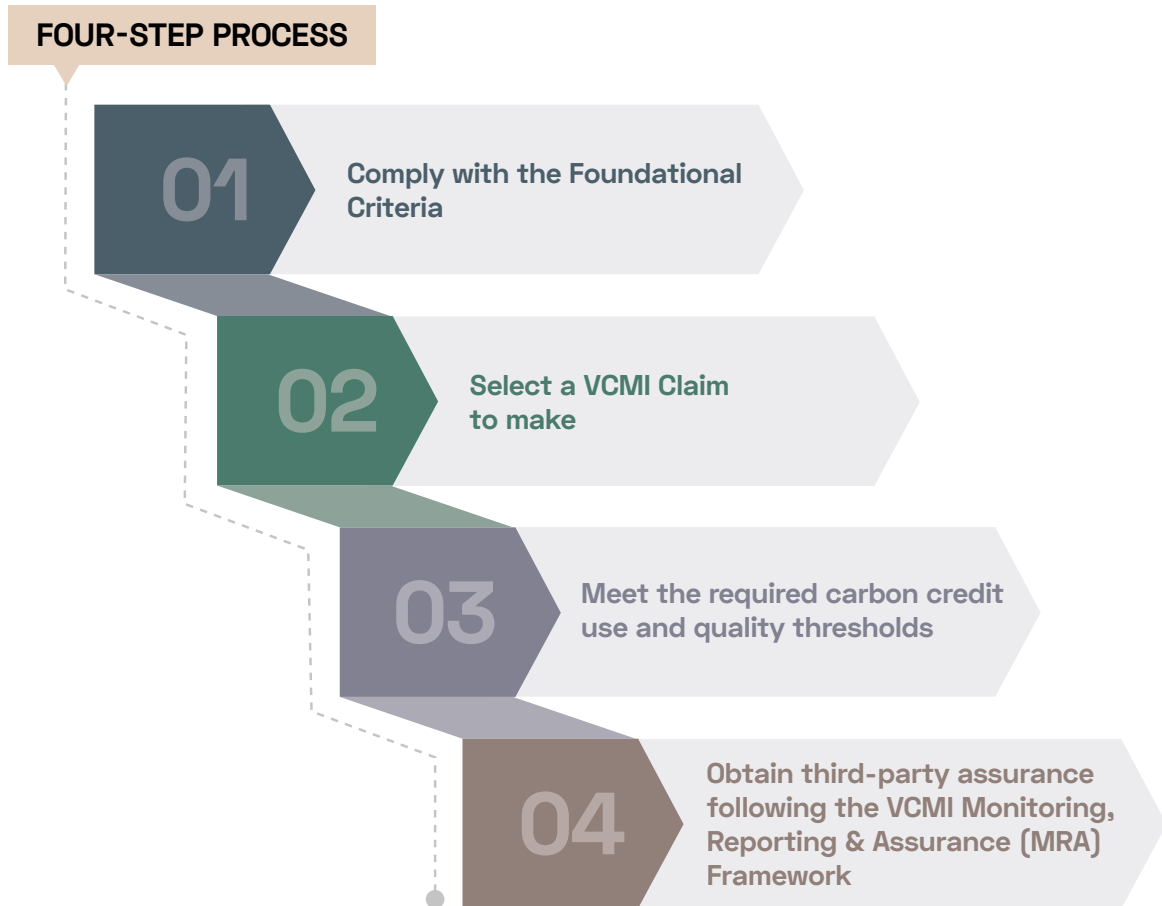 FOUR-STEP PROCESS
01
Comply with the Foundational
Criteria
02
Select a VCMI Claim
to make
03
Meet the required carbon credit
use and quality thresholds
04
Obtain third-party assurance
following the VCMI Monitoring,
Reporting & Assurance (MRA)
Framework